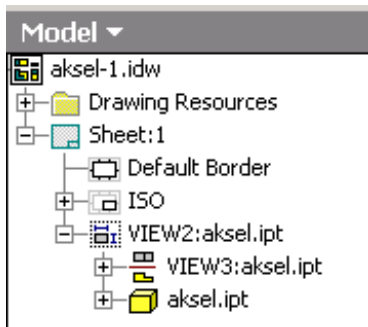 Model
aksel-1.idw
Drawing Resources
Sheet:1
Default Border
ISO
VIEW2:aksel.ipt
VIEW3:aksel.ipt
aksel.ipt